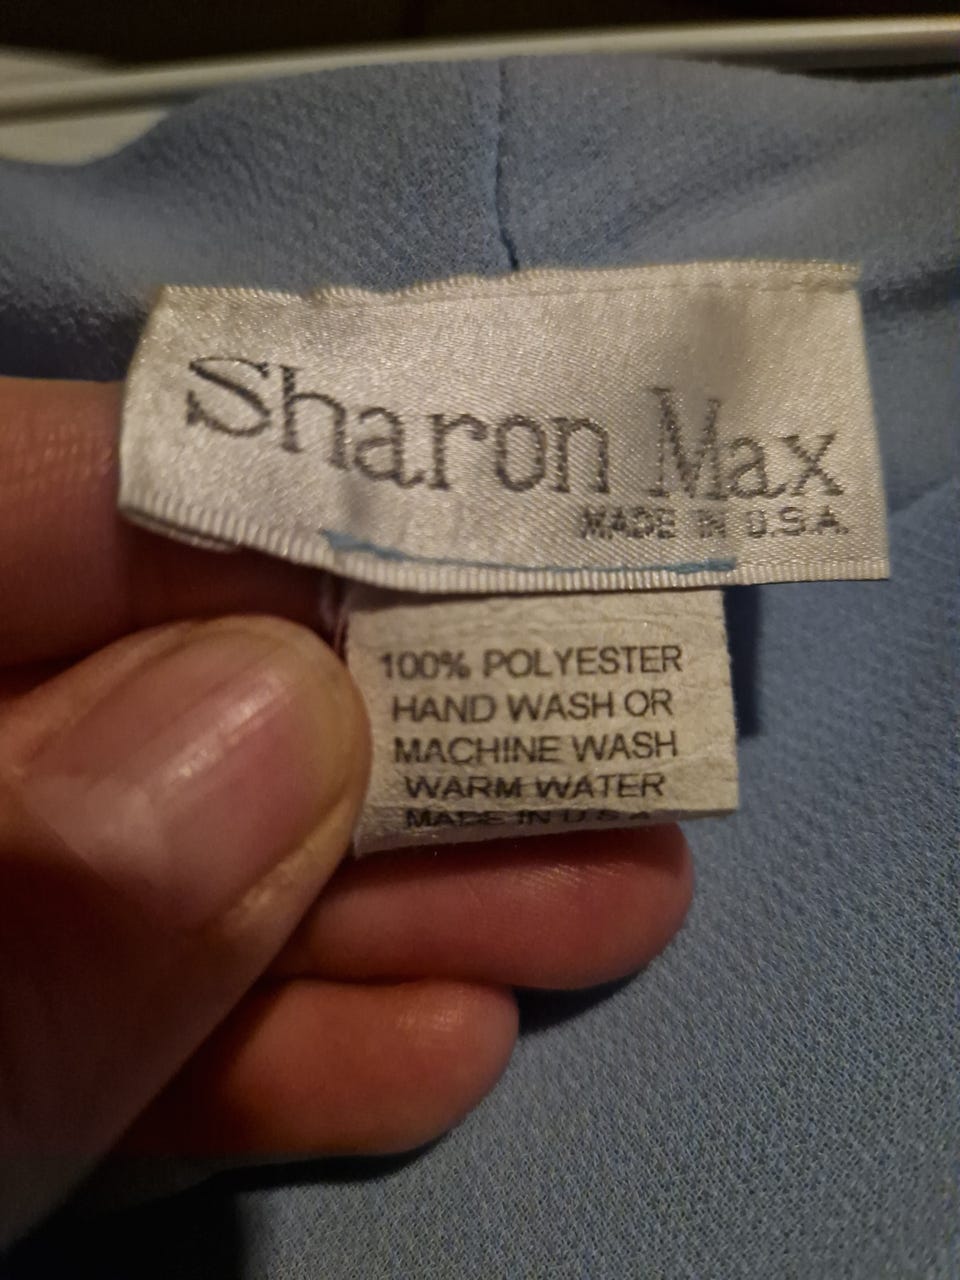 Sharon Max
MADE IN U.S.A.
100% POLYESTER
HAND WASH OR
MACHINE WASH
WARM WATER
MADE IN U S A